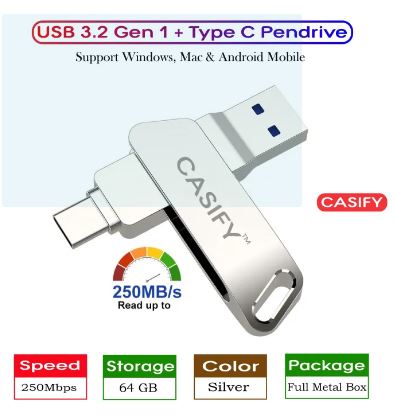 USB 3.2 Gen 1 + Type C Pendrive
Support Windows, Mac & Android Mobile
CASIFY™
CASIFY
250MB/s
Read up to
Speed
250Mbps
Storage
64 GB
Color
Silver
Package
Full Metal Box